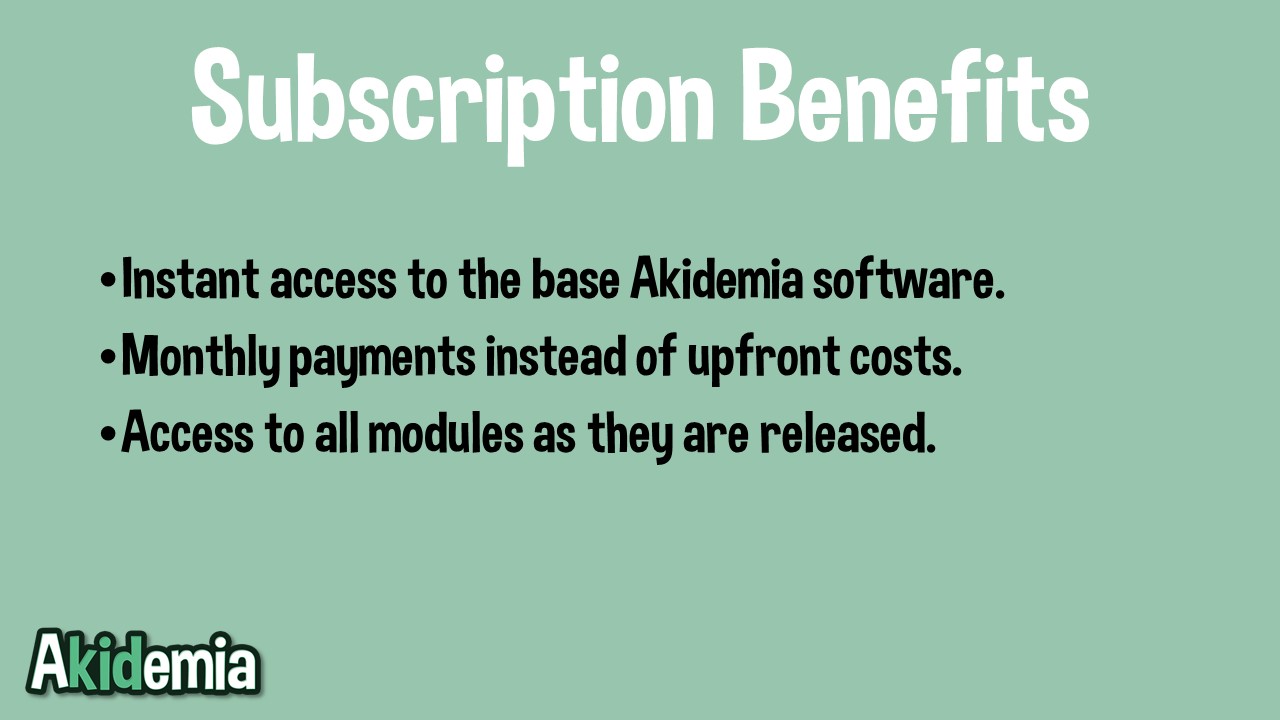 Subscription Benefits
•Instant access to the base Akidemia software.
•Monthly payments instead of upfront costs.
•Access to all modules as they are released.
Akidemia